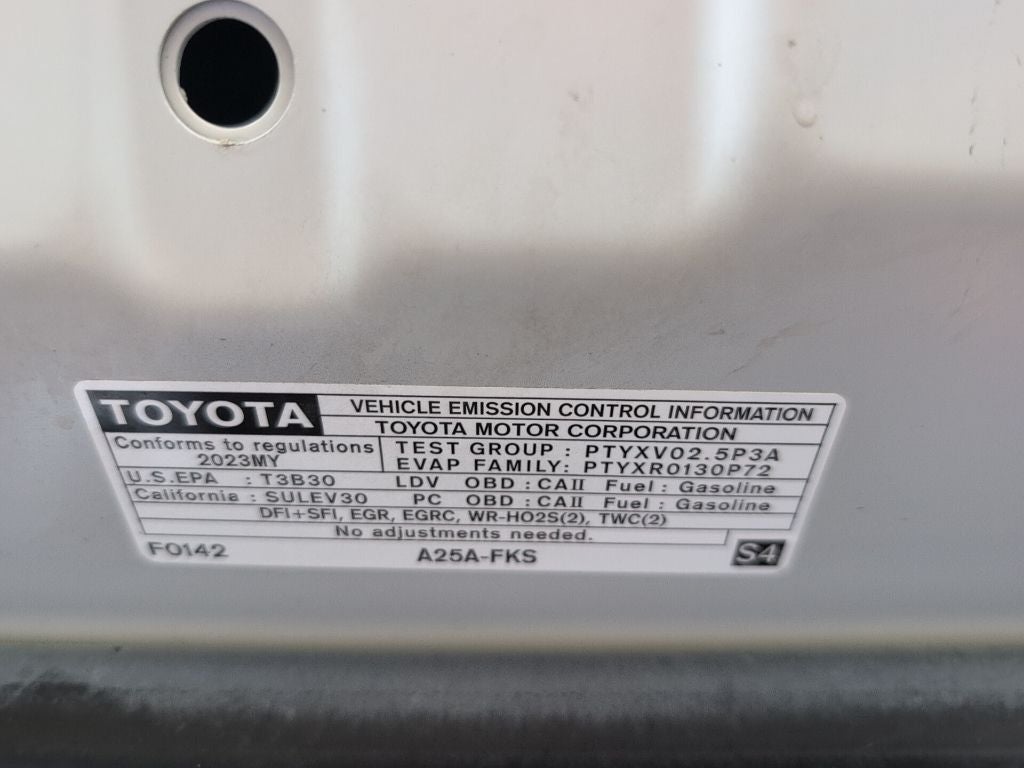 TOYOTA VEHICLE EMISSION CONTROL INFORMATION
TOYOTA MOTOR CORPORATION
Conforms to regulations
2023MY
TEST GROUP : PTYXV02.5P3A
EVAP FAMILY: PTYXR0130P72
U.S.EPA : T3B30 LDV OBD : CAII Fuel : Gasoline
California : SULEV30 PC OBD : CAII Fuel : Gasoline
DFI+SFI, EGR, EGRC, WR-HO2S(2), TWC(2)
No adjustments needed.
F0142 A25A-FKS S4